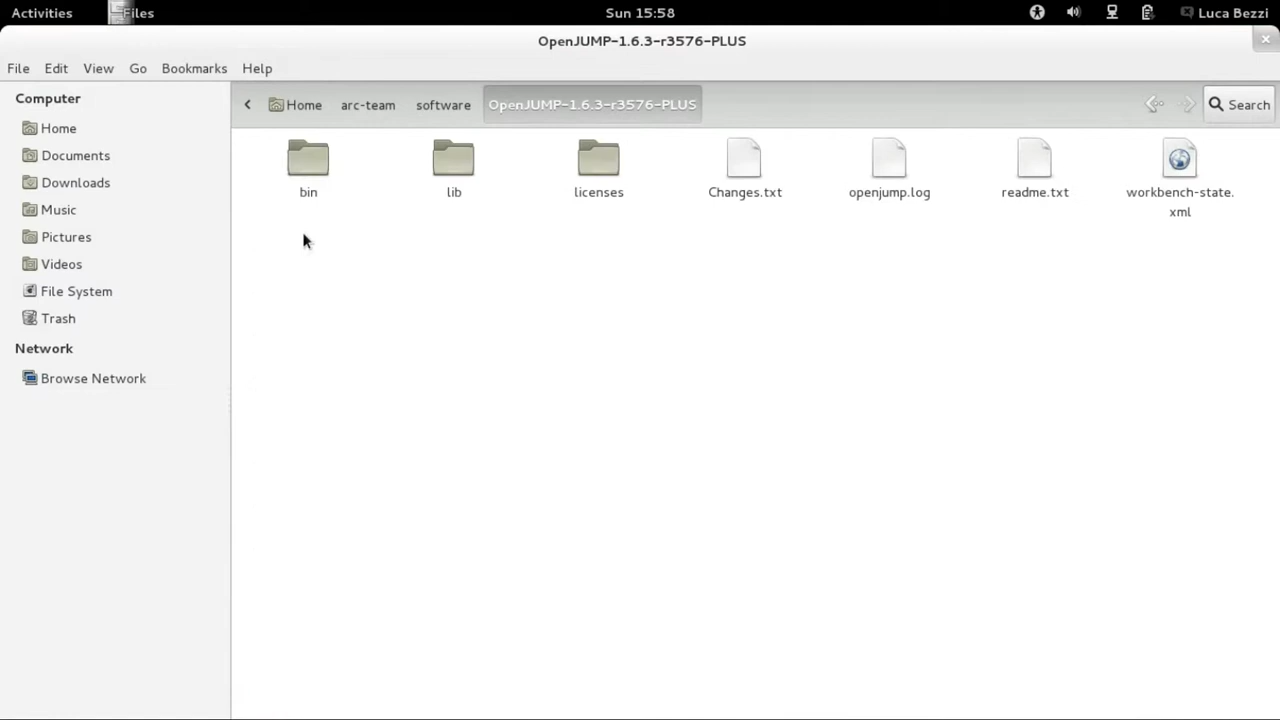 Activities Files Sun 15:58 Luca Bezzi
OpenJUMP-1.6.3-r3576-PLUS
File Edit View Go Bookmarks Help
Computer
Home
Documents
Downloads
Music
Pictures
Videos
File System
Trash
Network
Browse Network
Home arc-team software OpenJUMP-1.6.3-r3576-PLUS Search
bin lib licenses Changes.txt openjump.log readme.txt workbench-state.
xml